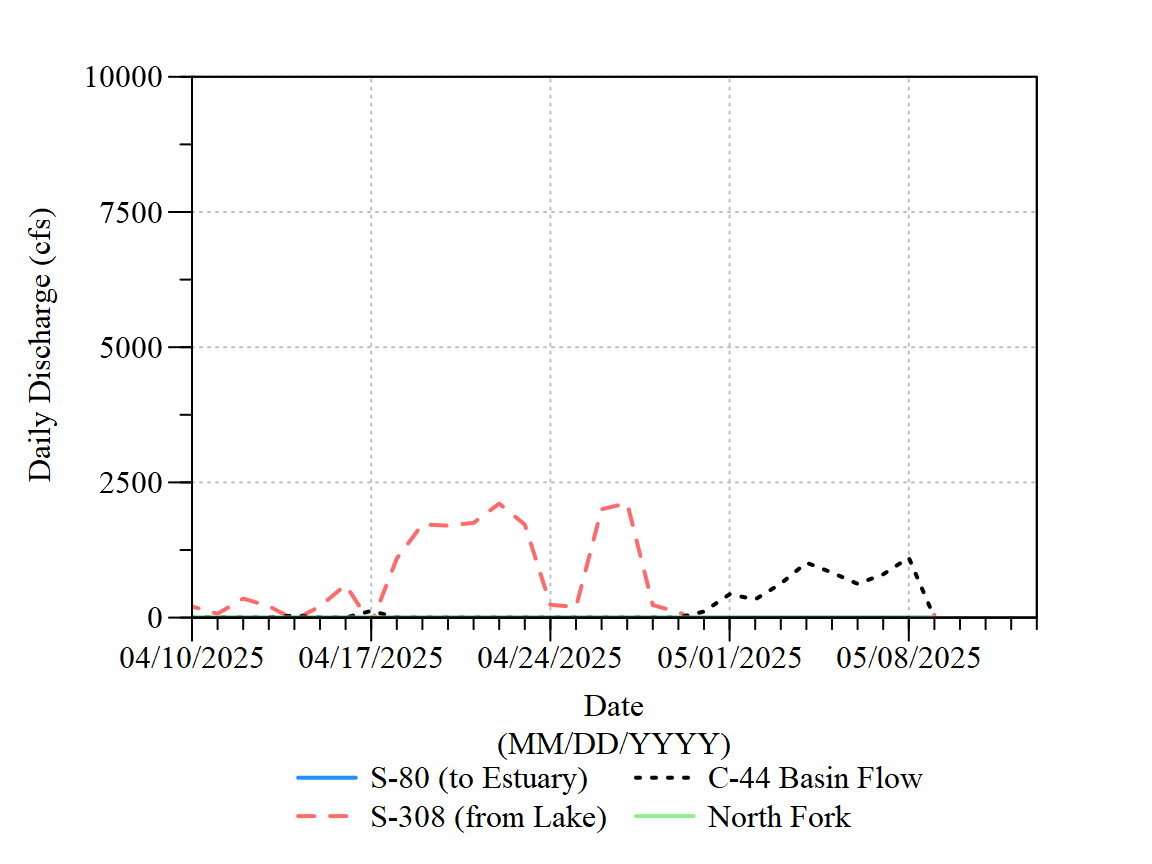 10000
7500
5000
2500
0
Daily Discharge (cfs)
04/10/2025 04/17/2025 04/24/2025 05/01/2025 05/08/2025
Date
(MM/DD/YYYY)
S-80 (to Estuary) C-44 Basin Flow
S-308 (from Lake) North Fork